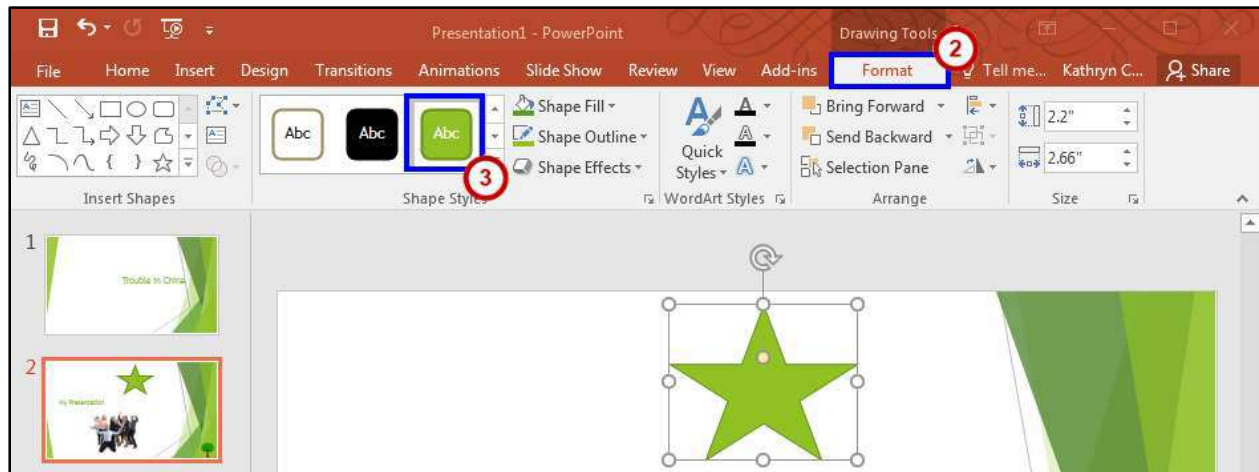 Presentation1 - PowerPoint
Drawing Tools
2
File Home Insert Design Transitions Animations Slide Show Review View Add-ins Format Tell me... Kathryn C... Share
Abc Abc Abc
3
Shape Fill
Shape Outline
Shape Effects
Quick
Styles
Bring Forward
Send Backward
Selection Pane
2.2"
2.66"
Insert Shapes Shape Styles WordArt Styles Arrange Size
1
Trouble in China
2
my Presentation